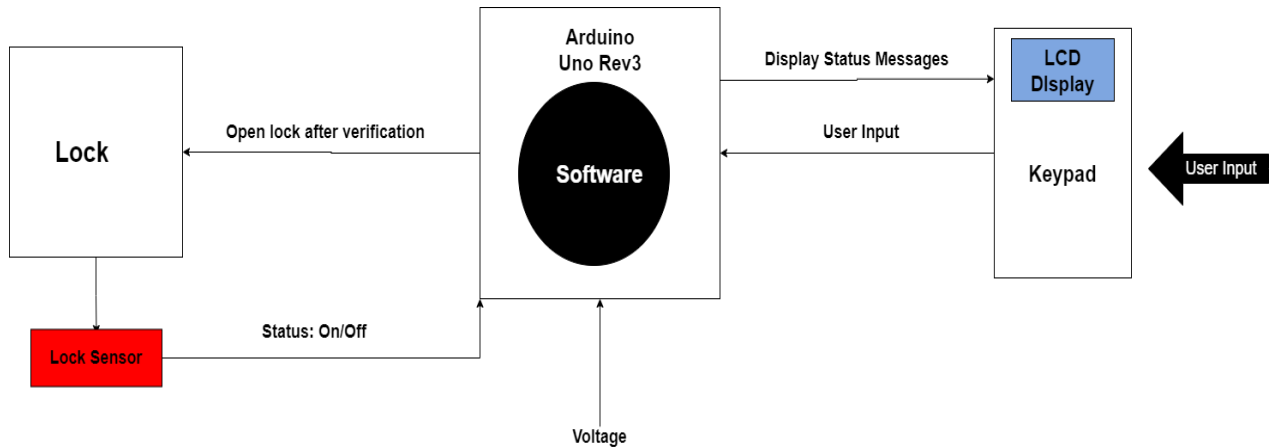 Arduino
Uno Rev3
Display Status Messages
LCD
DIsplay
Open lock after verification
User Input
Lock
Software
Keypad
User Input
Status: On/Off
Lock Sensor
Voltage